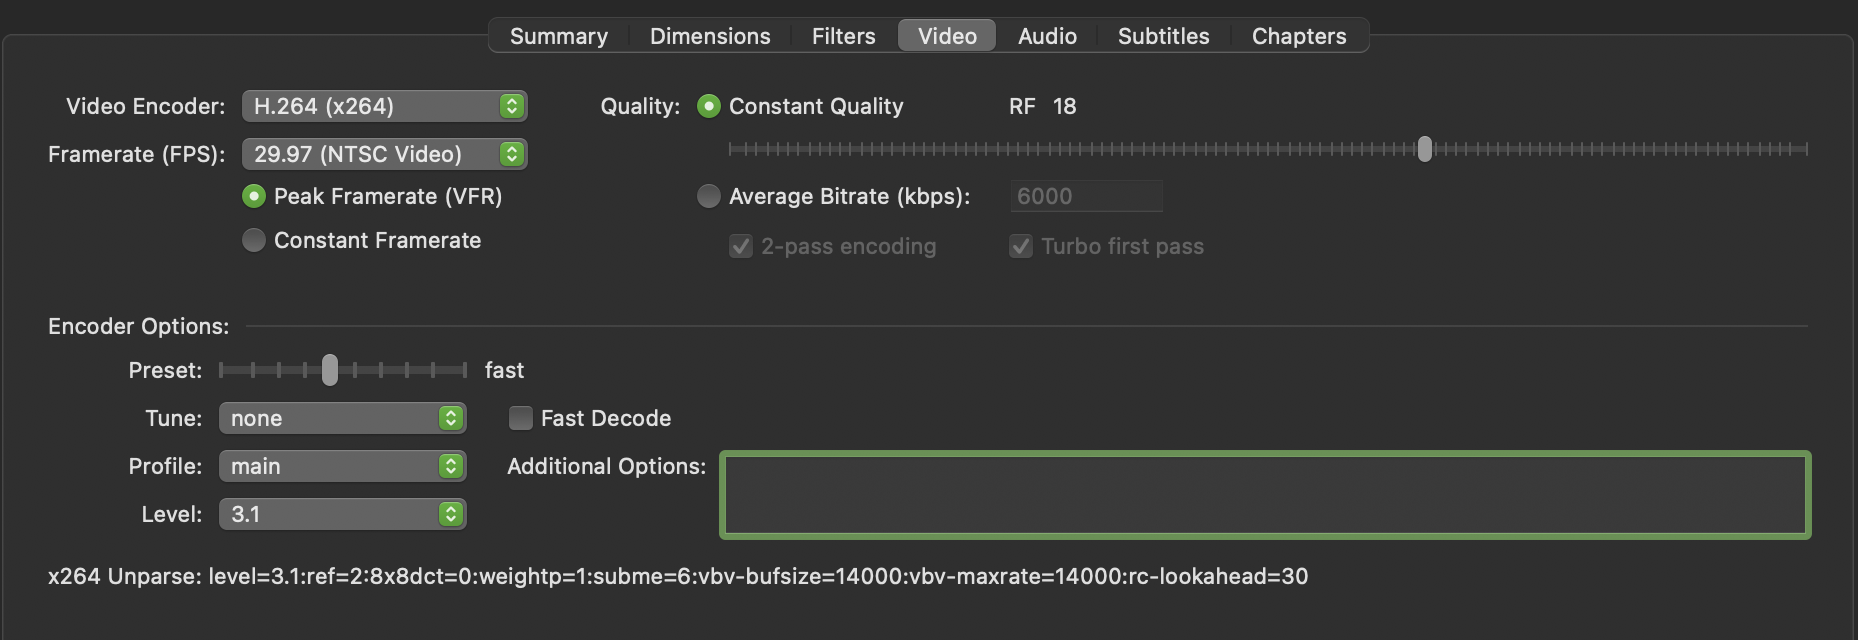 Summary Dimensions Filters Video Audio Subtitles Chapters
Video Encoder: H.264 (x264) Quality: Constant Quality RF 18
Framerate (FPS): 29.97 (NTSC Video)
Peak Framerate (VFR) Average Bitrate (kbps): 6000
Constant Framerate 2-pass encoding Turbo first pass
Encoder Options:
Preset: fast
Tune: none Fast Decode
Profile: main Additional Options:
Level: 3.1
x264 Unparse: level=3.1:ref=2:8x8dct=0:weightp=1:subme=6:vbv-bufsize=14000:vbv-maxrate=14000:rc-lookahead=30